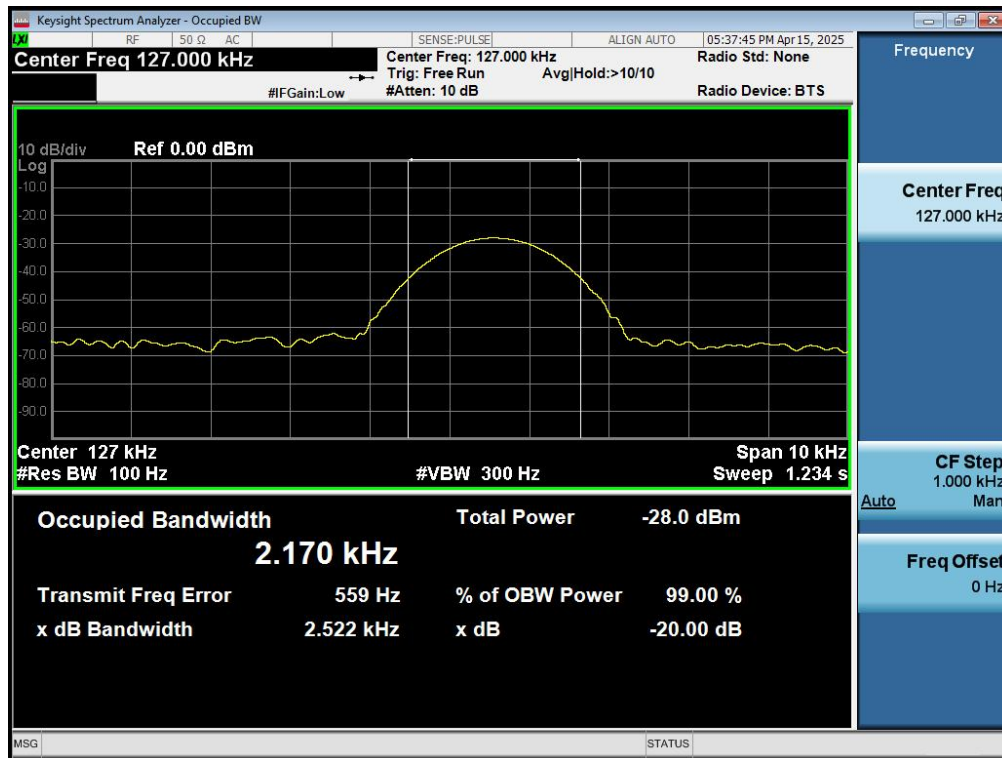 Keysight Spectrum Analyzer - Occupied BW
LXI RF 50 Ω AC SENSE:PULSE ALIGN AUTO 05:37:45 PM Apr 15, 2025
Center Freq 127.000 kHz
Center Freq: 127.000 kHz Radio Std: None
Trig: Free Run Avg|Hold:>10/10
#IFGain:Low #Atten: 10 dB Radio Device: BTS
10 dB/div Ref 0.00 dBm
Log
-10.0
-20.0
-30.0
-40.0
-50.0
-60.0
-70.0
-80.0
-90.0
Center 127 kHz Span 10 kHz
#Res BW 100 Hz #VBW 300 Hz Sweep 1.234 s
Occupied Bandwidth Total Power -28.0 dBm
2.170 kHz
Transmit Freq Error 559 Hz % of OBW Power 99.00 %
x dB Bandwidth 2.522 kHz x dB -20.00 dB
MSG STATUS
Frequency
Center Freq
127.000 kHz
CF Step
1.000 kHz
Auto Man
Freq Offset
0 Hz